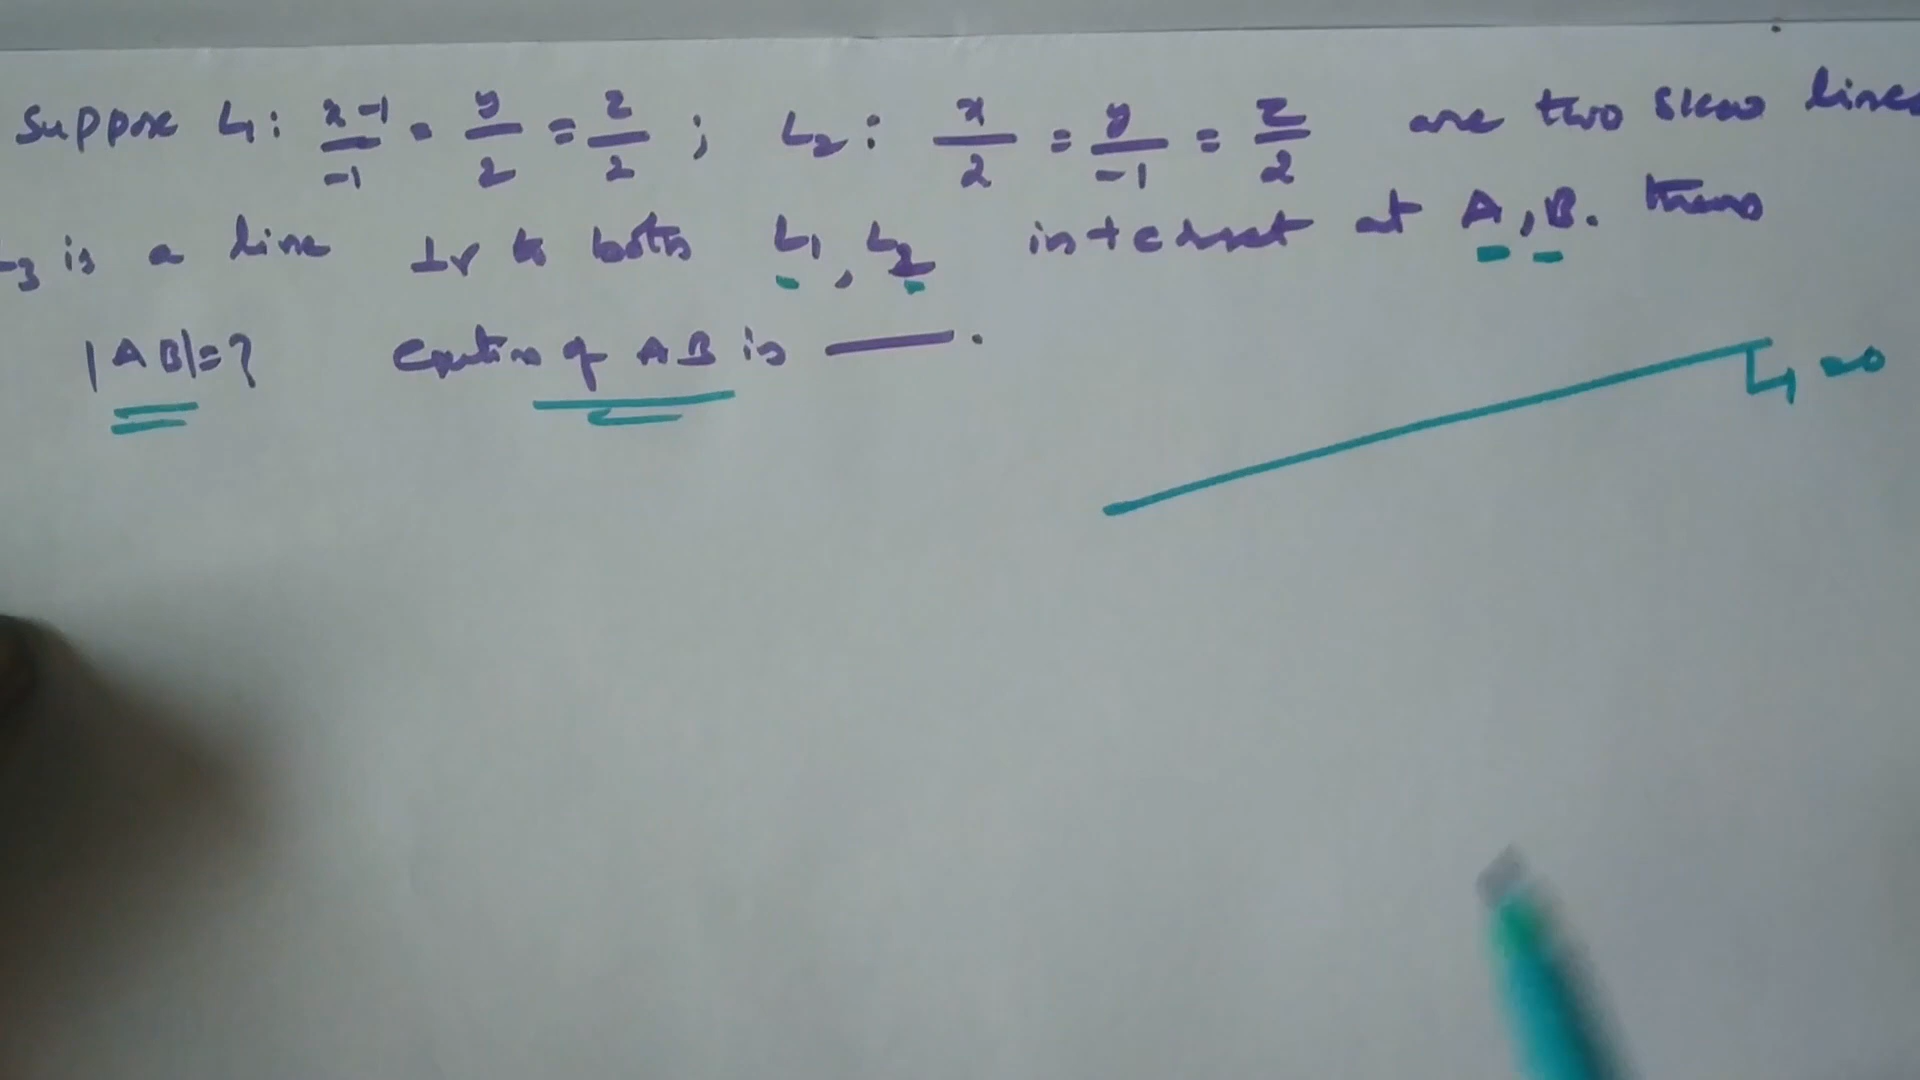 Suppose L1: x-1/-1 = y/2 = z/2 ; L2: x/2 = y/-1 = z/2 are two skew lines
L3 is a line ⊥r to both L1, L2 intersect at A, B. then
|AB|=? equation of AB is ——.
L1